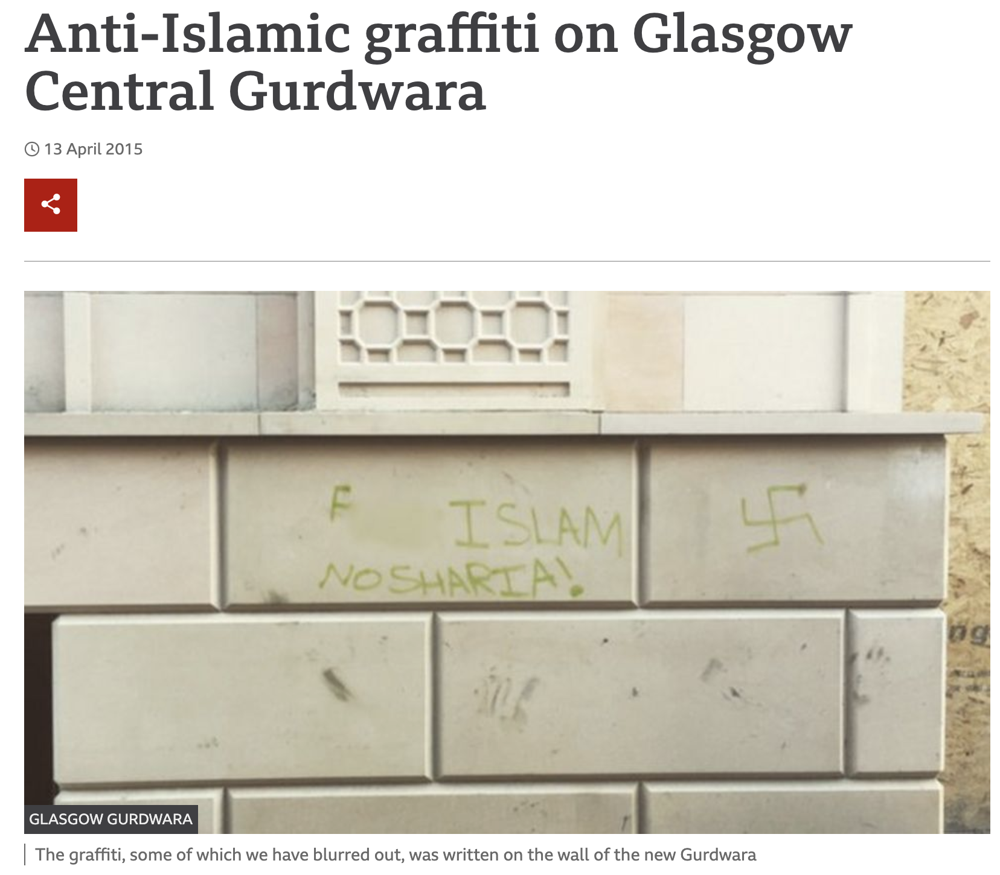 Anti-Islamic graffiti on Glasgow
Central Gurdwara
13 April 2015
F ISLAM
NO SHARIA!
ng
GLASGOW GURDWARA
The graffiti, some of which we have blurred out, was written on the wall of the new Gurdwara